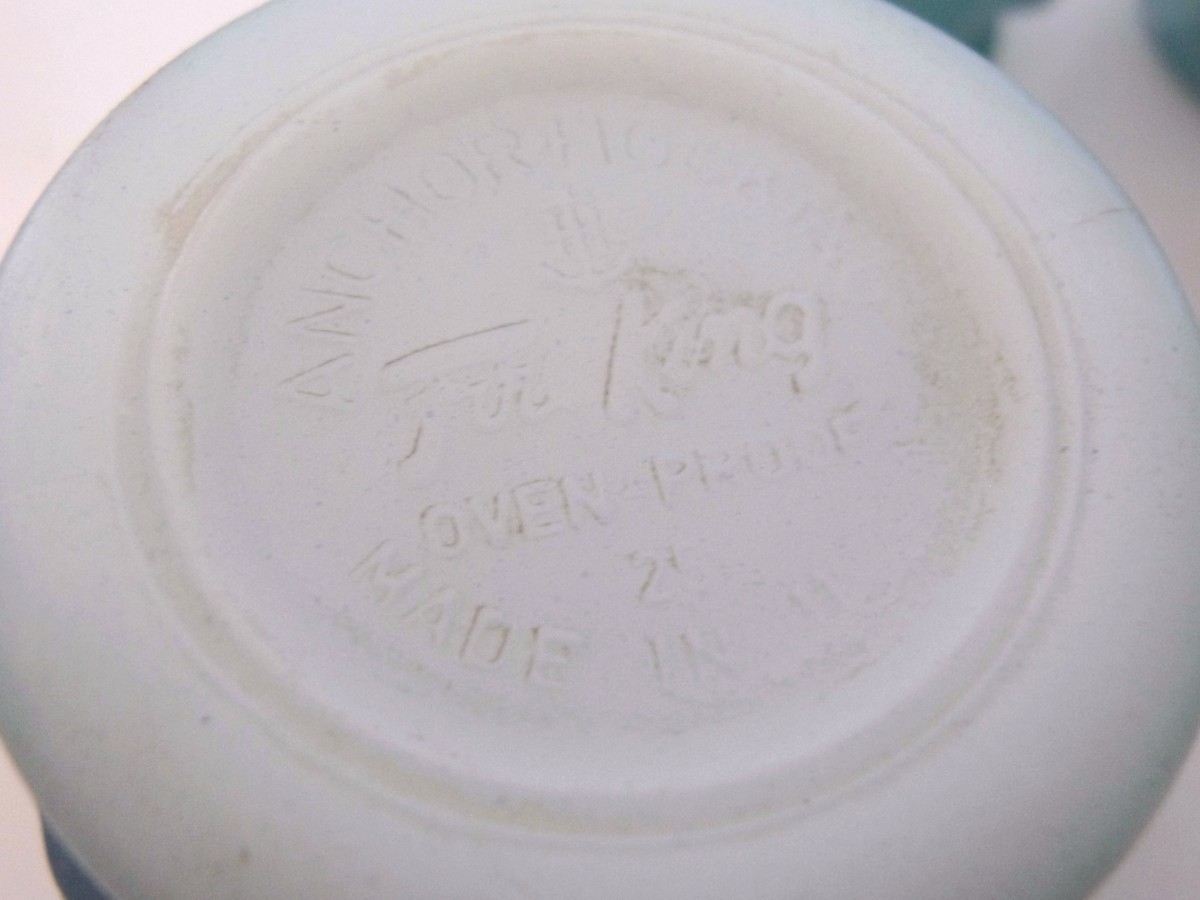 ANCHOR HOCKING
Fire King
OVEN-PROOF
2
MADE IN U